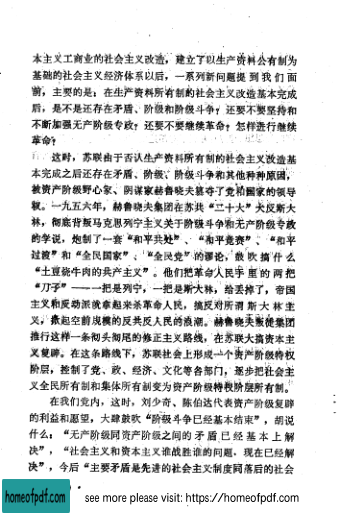 本主义工商业的社会主义改造，建立了以生产资料公有制为
基础的社会主义经济体系以后，一系列新问题提到我们面
前，主要的是：在生产资料所有制的社会主义改造基本完成
后，是不是还存在矛盾、阶级和阶级斗争？还要不要坚持和
不断加强无产阶级专政？还要不要继续革命？怎样进行继续
革命？
这时，苏联由于否认生产资料所有制的社会主义改造基
本完成之后还存在矛盾、阶级、阶级斗争和其他种种原因，
被资产阶级野心家、阴谋家赫鲁晓夫篡夺了党和国家的领导
权。一九五六年，赫鲁晓夫集团在苏共“二十大”大反斯大
林，彻底背叛马克思列宁主义关于阶级斗争和无产阶级专政
的学说，炮制了一套“和平共处”、“和平竞赛”、“和平
过渡”和“全民国家”、“全民党”的谬论，鼓吹搞什么
“土豆烧牛肉的共产主义”。他们把革命人民手里的两把
“刀子”——一把是列宁，一把是斯大林，给丢掉了，帝国
主义和反动派就拿起来杀革命人民，搞反对所谓斯大林主
义，掀起空前规模的反共反人民的浪潮。赫鲁晓夫叛徒集团
推行这样一条彻头彻尾的修正主义路线，在苏联大搞资本主
义复辟。在这条路线下，苏联社会上形成一个资产阶级特权
阶层，控制了党、政、经济、文化等各部门，逐步把社会主
义全民所有制和集体所有制变为资产阶级特权阶层所有制。
在我们党内，这时，刘少奇、陈伯达代表资产阶级复辟
的利益和愿望，大肆鼓吹“阶级斗争已经基本结束”，胡说
什么：“无产阶级同资产阶级之间的矛盾已经基本上解
决”，“社会主义和资本主义谁战胜谁的问题，现在已经解
决”，今后“主要矛盾是先进的社会主义制度同落后的社会
homeofpdf.com
see more please visit: https://homeofpdf.com